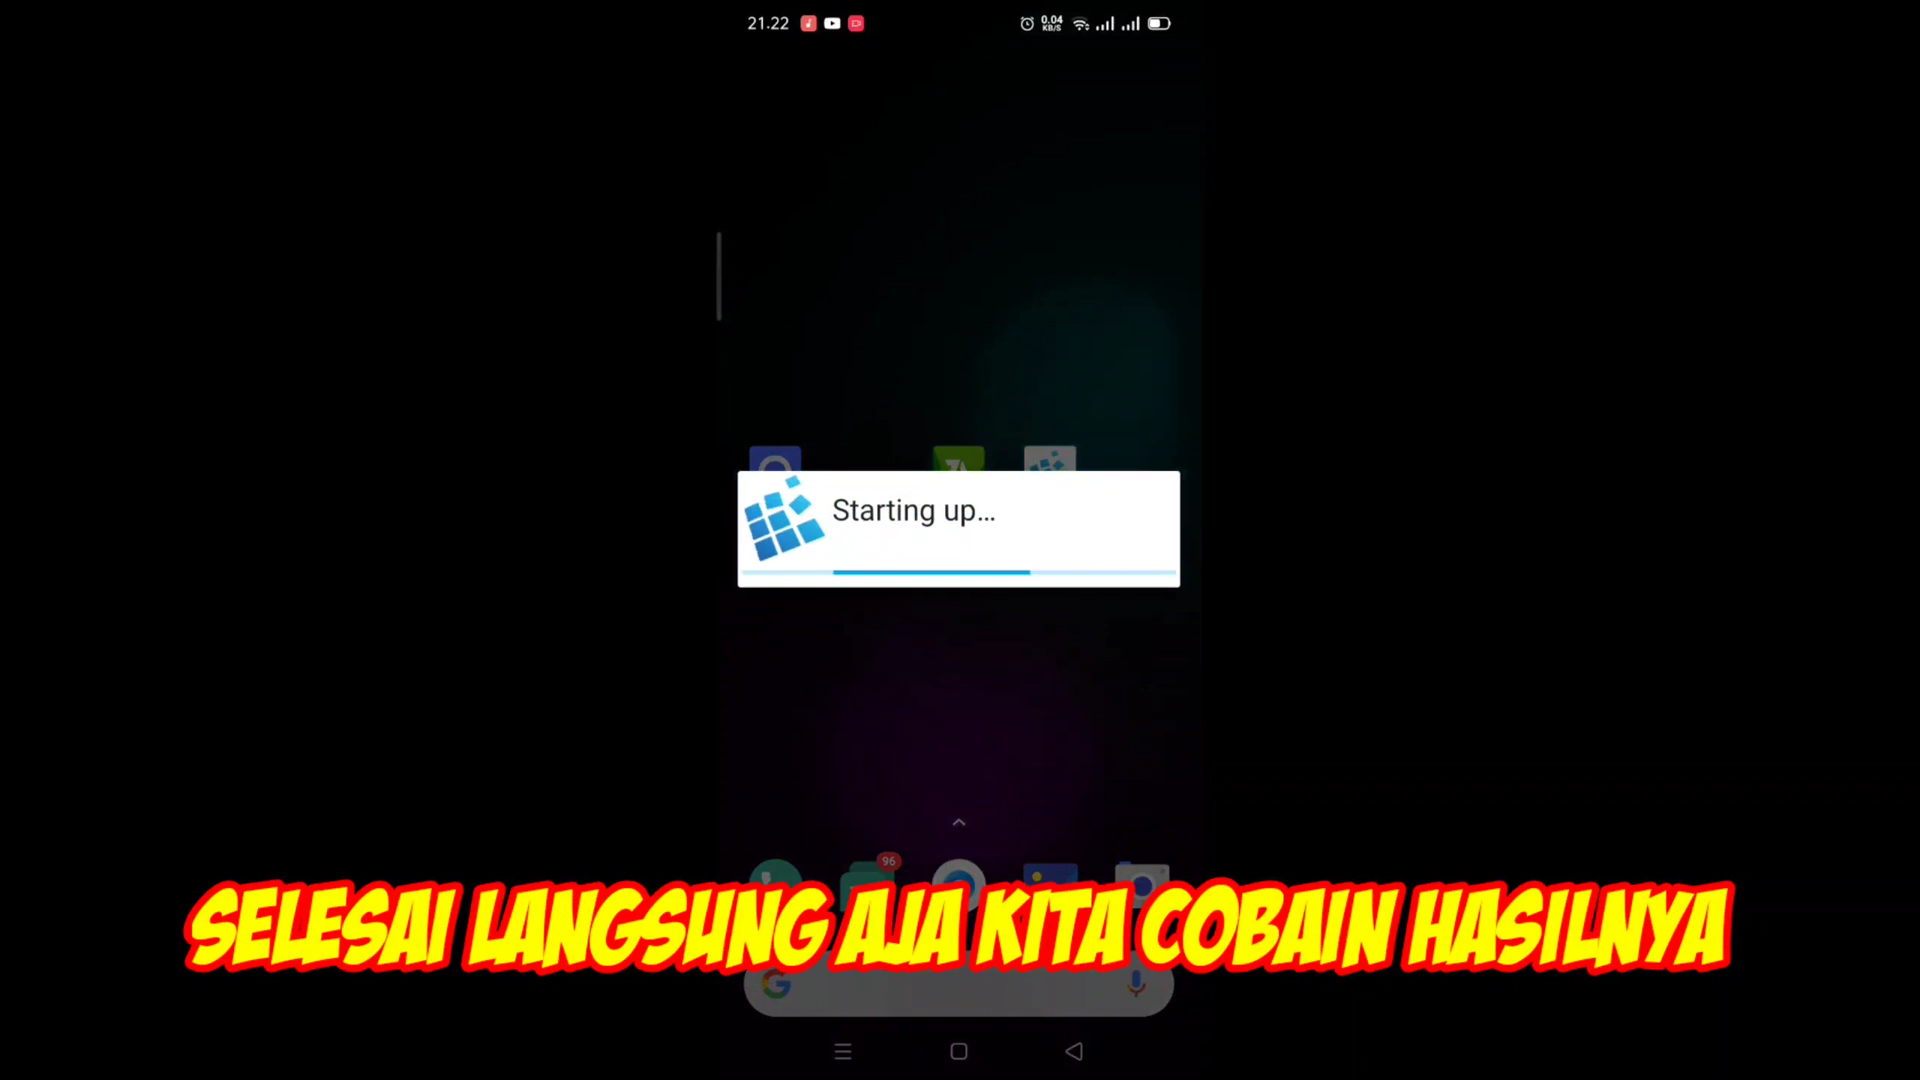 21.22
0.04
KB/S
Starting up...
96
SELESAI LANGSUNG AJA KITA COBAIN HASILNYA